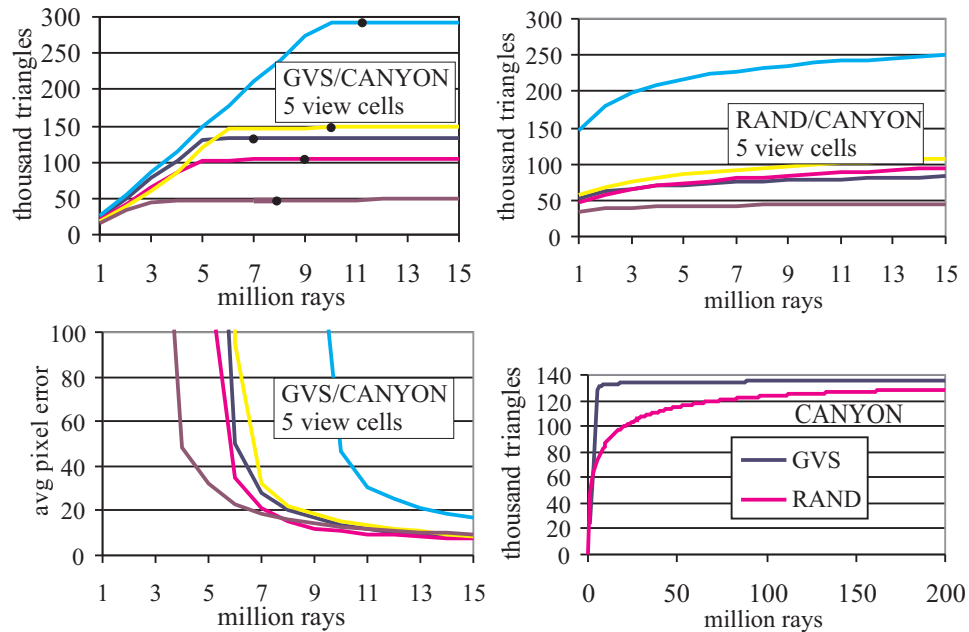 thousand triangles
300
250
200
150
100
50
0
GVS/CANYON
5 view cells
1 3 5 7 9 11 13 15
million rays
thousand triangles
300
250
200
150
100
50
0
RAND/CANYON
5 view cells
1 3 5 7 9 11 13 15
million rays
avg pixel error
100
80
60
40
20
0
GVS/CANYON
5 view cells
1 3 5 7 9 11 13 15
million rays
thousand triangles
140
120
100
80
60
40
20
0
CANYON
GVS
RAND
0 50 100 150 200
million rays